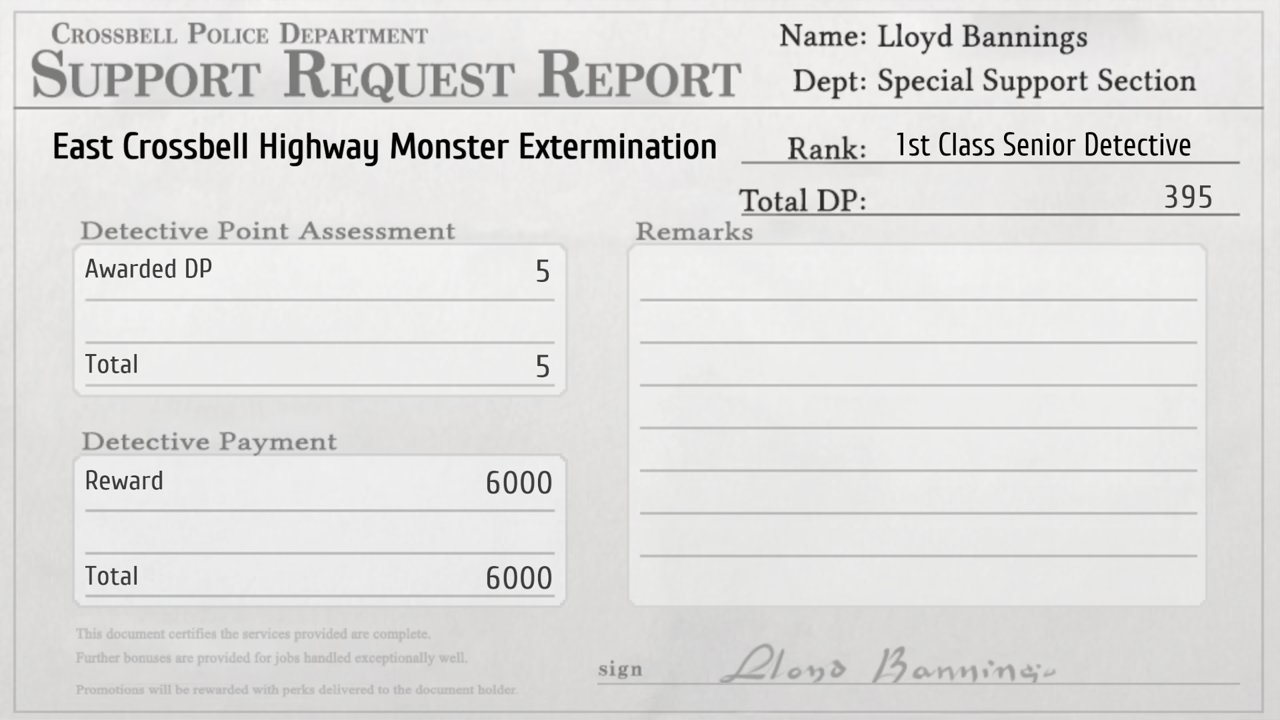 CROSSBELL POLICE DEPARTMENT
SUPPORT REQUEST REPORT
Name: Lloyd Bannings
Dept: Special Support Section
East Crossbell Highway Monster Extermination
Rank: 1st Class Senior Detective
Total DP: 395
Detective Point Assessment
Awarded DP 5
Total 5
Detective Payment
Reward 6000
Total 6000
Remarks
This document certifies the services provided are complete.
Further bonuses are provided for jobs handled exceptionally well.
Promotions will be rewarded with perks delivered to the document holder.
sign Lloyd Bannings